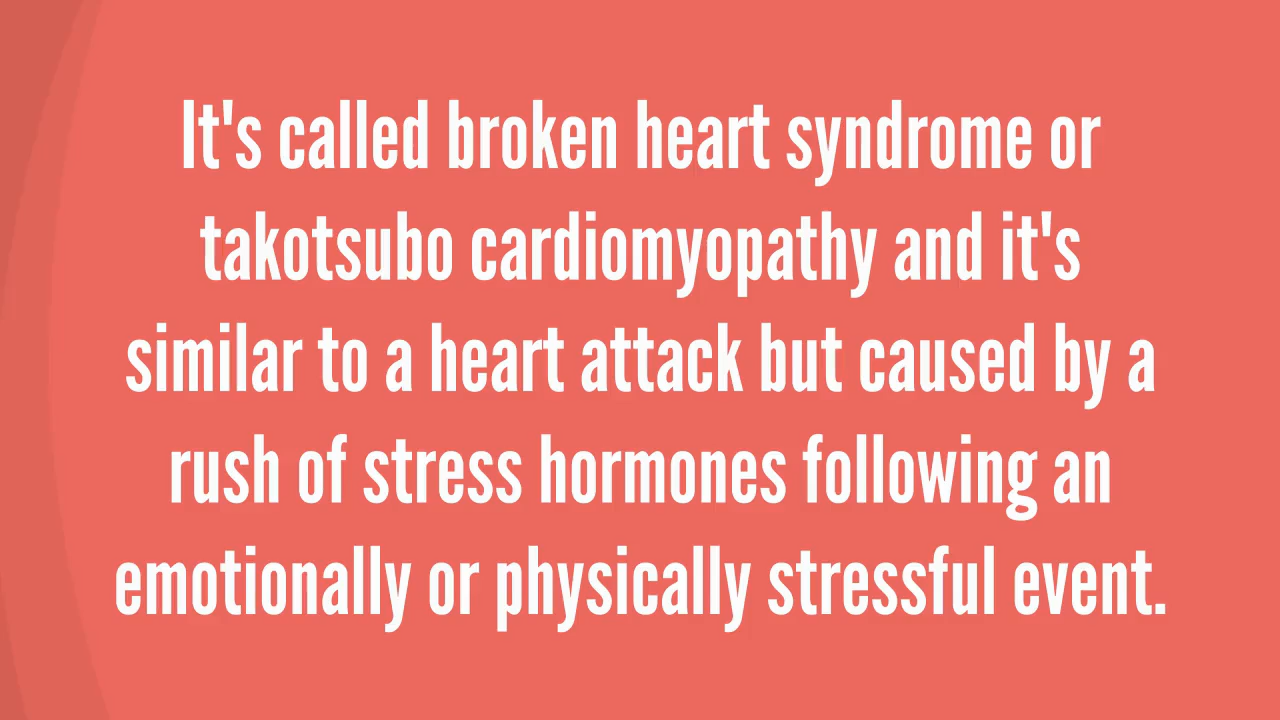 It's called broken heart syndrome or
takotsubo cardiomyopathy and it's
similar to a heart attack but caused by a
rush of stress hormones following an
emotionally or physically stressful event.